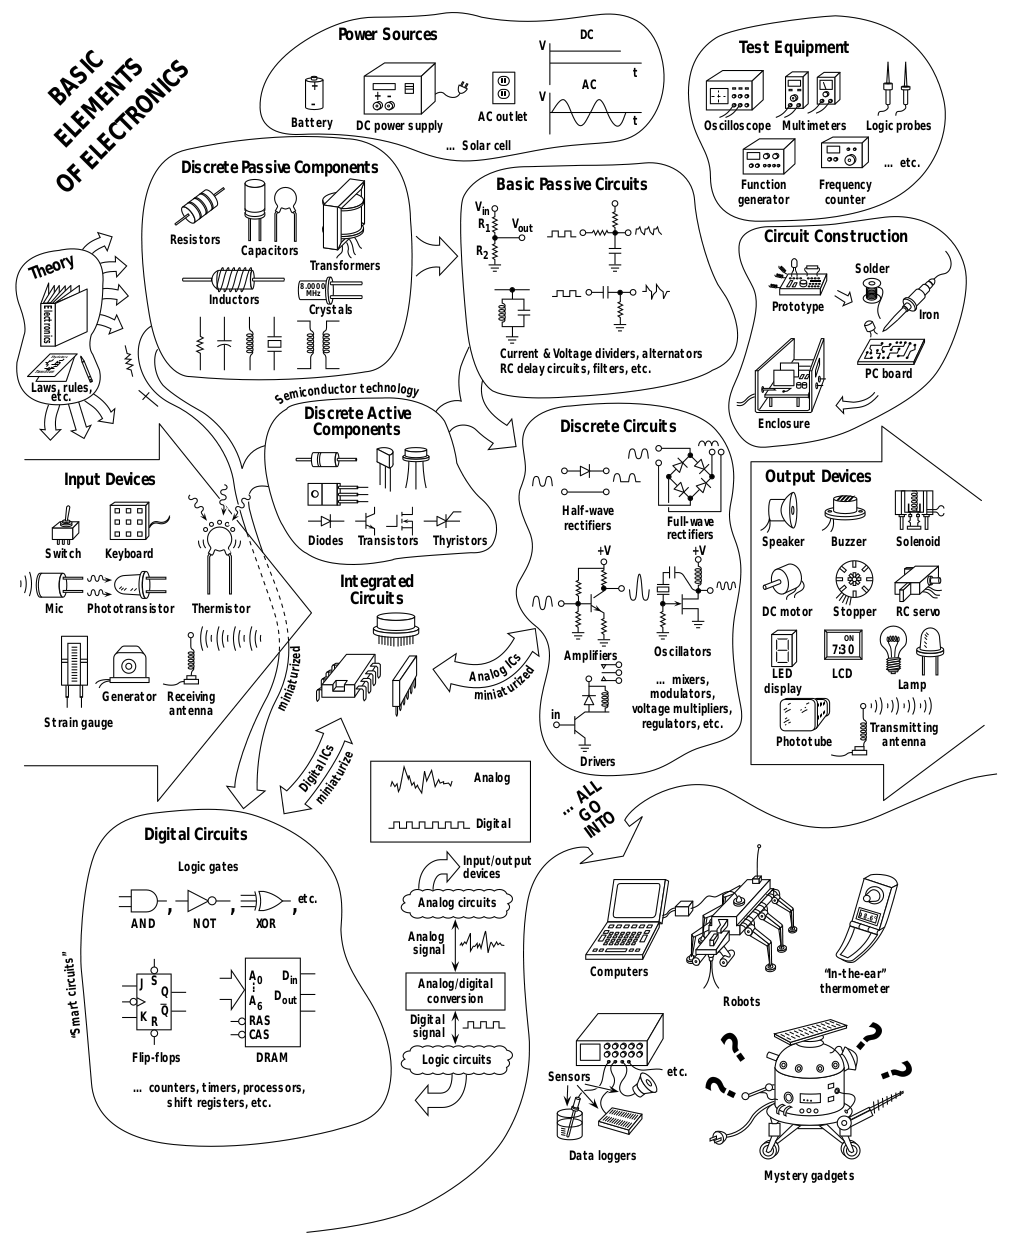 BASIC
ELEMENTS
OF ELECTRONICS
Power Sources
Battery
DC power supply
AC outlet
... Solar cell
DC
V
t
AC
V
t
Test Equipment
Oscilloscope
Multimeters
Logic probes
Function
generator
Frequency
counter
... etc.
Discrete Passive Components
Resistors
Capacitors
Transformers
Inductors
8.0000
MHz
Crystals
Basic Passive Circuits
Vin
R1
Vout
R2
Current & Voltage dividers, alternators
RC delay circuits, filters, etc.
Circuit Construction
Prototype
Solder
Iron
PC board
Enclosure
Theory
Electronics
Laws, rules,
etc.
Semiconductor technology
Discrete Active
Components
Diodes
Transistors
Thyristors
Discrete Circuits
Half-wave
rectifiers
Full-wave
rectifiers
+V
+V
Amplifiers
Oscillators
in
Drivers
... mixers,
modulators,
voltage multipliers,
regulators, etc.
Input Devices
Switch
Keyboard
Mic
Phototransistor
Thermistor
Strain gauge
Generator
Receiving
antenna
Integrated
Circuits
miniaturized
Analog ICs
miniaturized
Digital ICs
miniaturize
Output Devices
Speaker
Buzzer
Solenoid
DC motor
Stopper
RC servo
LED
display
ON
7:30
LCD
Lamp
Phototube
Transmitting
antenna
Analog
Digital
... ALL
GO
INTO
Digital Circuits
Logic gates
AND
,
NOT
,
XOR
,
etc.
"Smart circuits"
J
S
Q
K
R
Q
Flip-flops
A0
A6
RAS
CAS
Din
Dout
DRAM
... counters, timers, processors,
shift registers, etc.
Input/output
devices
Analog circuits
Analog
signal
Analog/digital
conversion
Digital
signal
Logic circuits
Computers
Robots
"In-the-ear"
thermometer
Sensors
etc.
Data loggers
?
?
?
?
Mystery gadgets